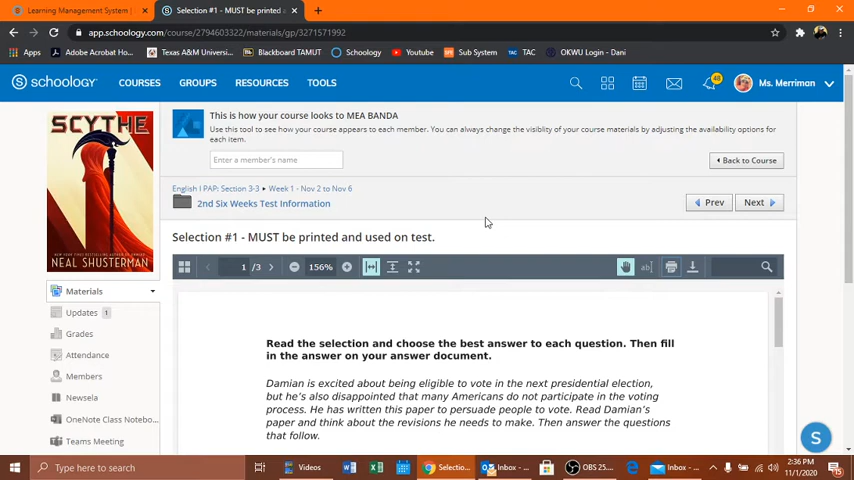 Learning Management System |
Selection #1 - MUST be printed a
app.schoology.com/course/2794603322/materials/gp/3271571992
Apps
Adobe Acrobat Ho...
Texas A&M Universi...
Blackboard TAMUT
Schoology
Youtube
Sub System
TAC
OKWU Login - Dani
schoology
COURSES
GROUPS
RESOURCES
TOOLS
48
Ms. Merriman
SCYTHE
NEAL SHUSTERMAN
This is how your course looks to MEA BANDA
Use this tool to see how your course appears to each member. You can always change the visiblity of your course materials by adjusting the availability options for
each item.
Enter a member's name
Back to Course
English I PAP: Section 3-3 ▸ Week 1 - Nov 2 to Nov 6
2nd Six Weeks Test Information
Prev
Next
Selection #1 - MUST be printed and used on test.
1 /3
156%
Materials
Updates 1
Grades
Attendance
Members
Newsela
OneNote Class Notebo...
Teams Meeting
Read the selection and choose the best answer to each question. Then fill
in the answer on your answer document.
Damian is excited about being eligible to vote in the next presidential election,
but he's also disappointed that many Americans do not participate in the voting
process. He has written this paper to persuade people to vote. Read Damian's
paper and think about the revisions he needs to make. Then answer the questions
that follow.
S
Type here to search
Videos
Selectio...
Inbox - ...
OBS 25....
Inbox - ...
2:36 PM
11/1/2020
15